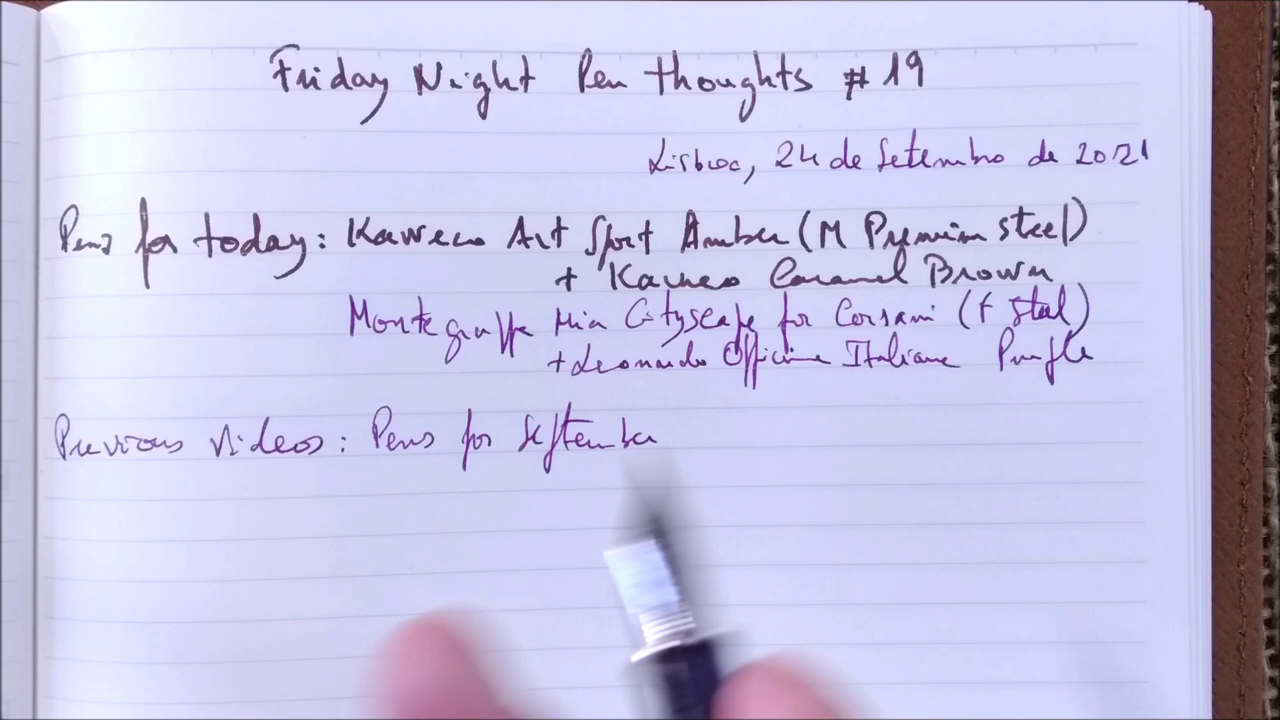 Friday Night Pen thoughts # 19
Lisboa, 24 de Setembro de 2021
Pens for today: Kaweco Art Sport Amber (M Premium steel)
+ Kaweco Caramel Brown
Montegrappa Mia Cityscape for Corsani (f steel)
+ Leonardo Officina Italiana Purple
Previous Videos: Pens for September